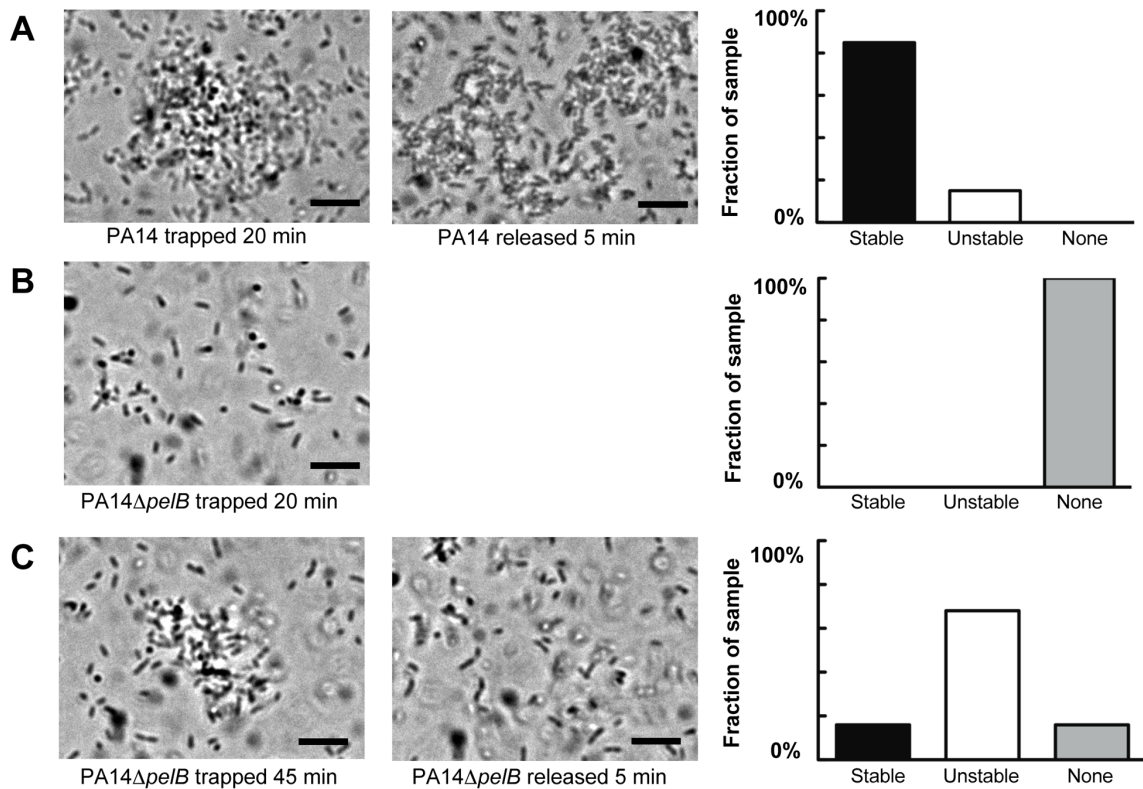 A
PA14 trapped 20 min
PA14 released 5 min
Fraction of sample
100%
0%
Stable Unstable None
B
PA14ΔpelB trapped 20 min
Fraction of sample
100%
0%
Stable Unstable None
C
PA14ΔpelB trapped 45 min
PA14ΔpelB released 5 min
Fraction of sample
100%
0%
Stable Unstable None